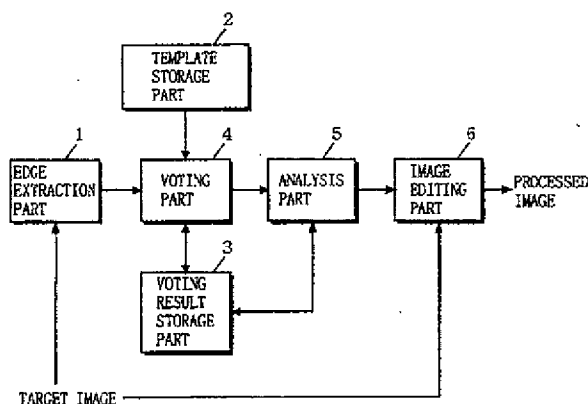 2
TEMPLATE
STORAGE
PART
1
4
5
6
EDGE
EXTRACTION
PART
VOTING
PART
ANALYSIS
PART
IMAGE
EDITING
PART
PROCESSED
IMAGE
3
VOTING
RESULT
STORAGE
PART
TARGET IMAGE